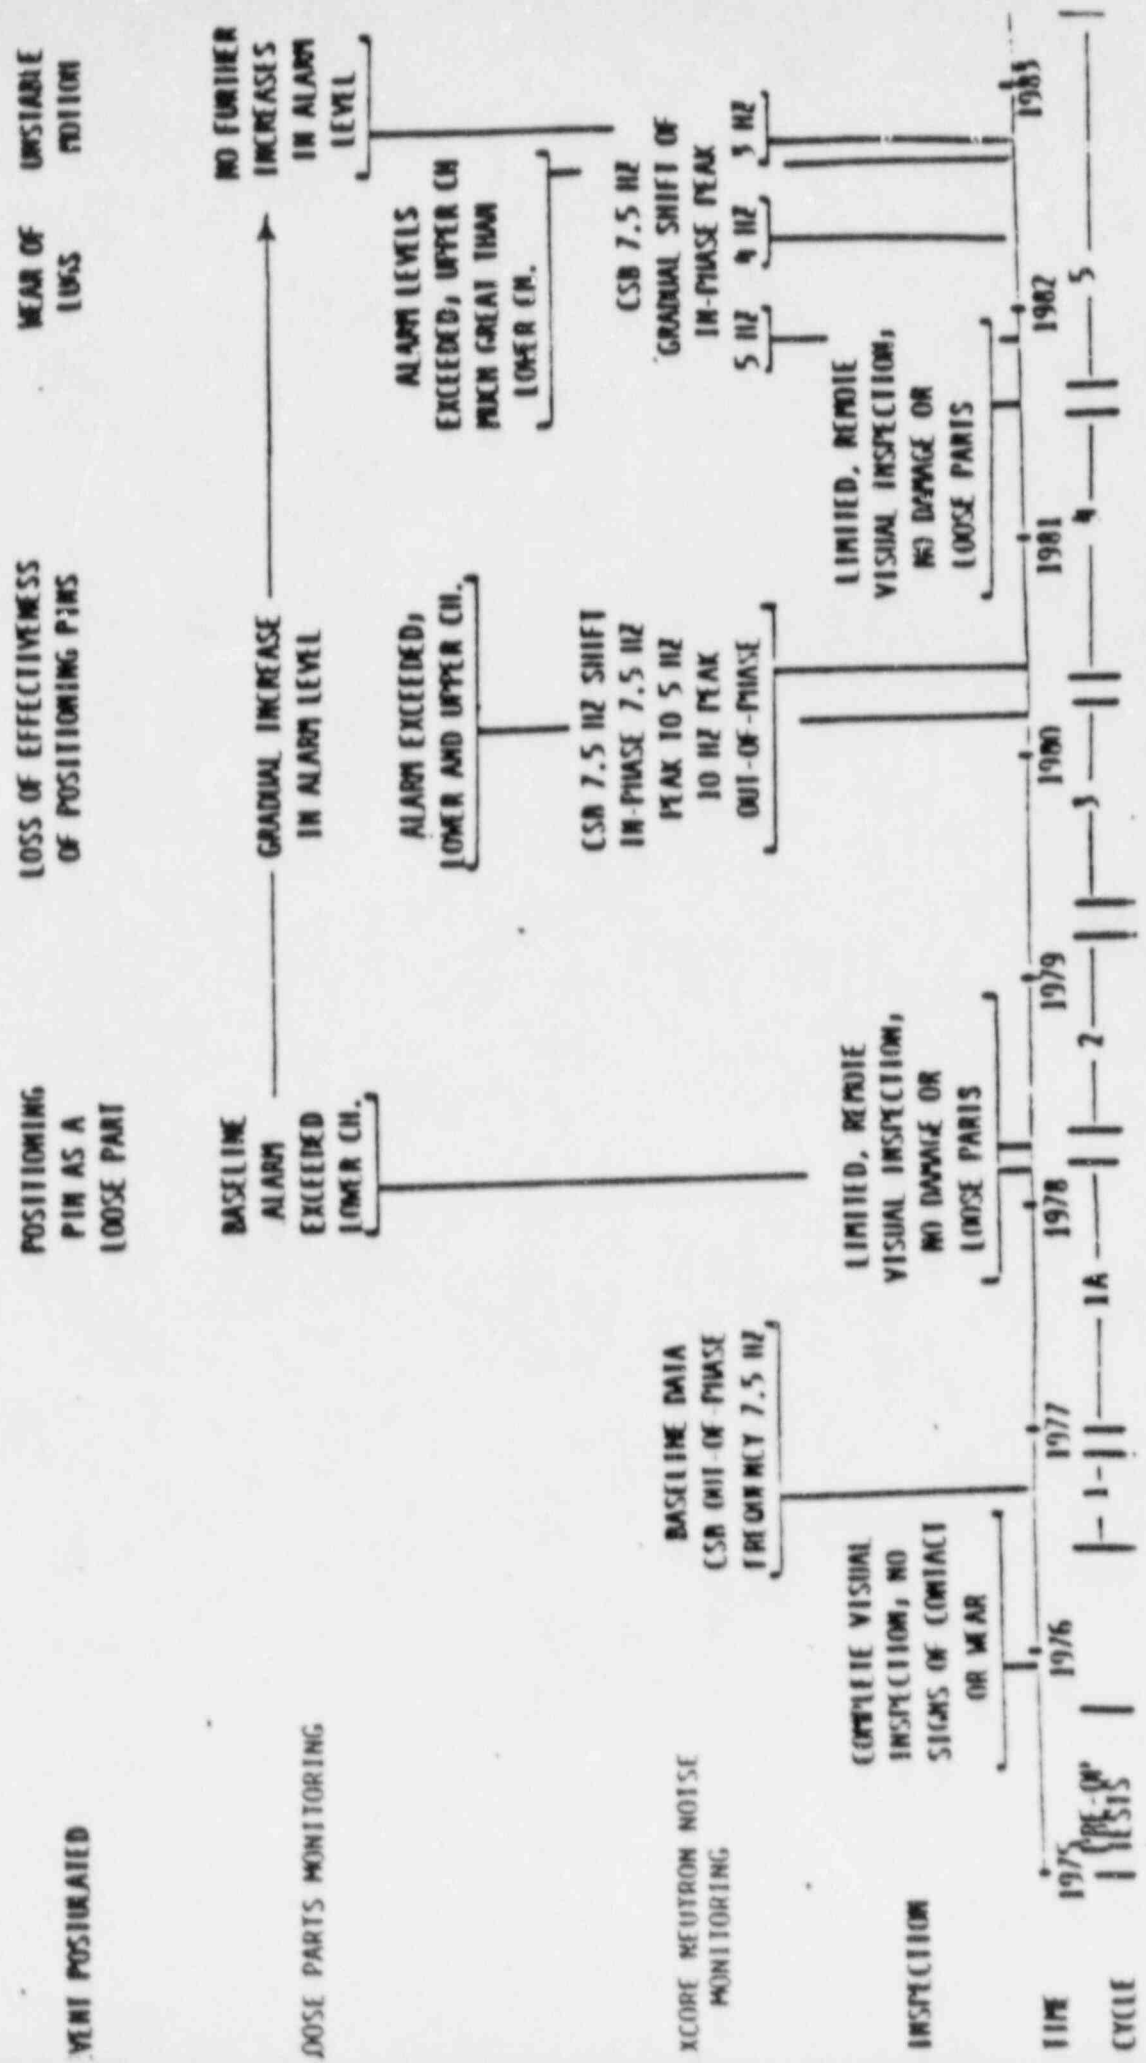 VENT POSTULATED
POSITIONING
PIN AS A
LOOSE PART
LOSS OF EFFECTIVENESS
OF POSITIONING PINS
WEAR OF
LUGS
UNSTABLE
MOTION
OOSE PARTS MONITORING
BASELINE
ALARM
EXCEEDED
LOWER CH.
GRADUAL INCREASE
IN ALARM LEVEL
NO FURTHER
INCREASES
IN ALARM
LEVEL
ALARM EXCEEDED;
LOWER AND UPPER CH.
ALARM LEVELS
EXCEEDED; UPPER CH
MUCH GREAT THAN
LOWER CH.
XCORE NEUTRON NOISE
MONITORING
BASELINE DATA
CSB OUT-OF-PHASE
FREQUENCY 7.5 HZ
CSB 7.5 HZ SHIFT
IN-PHASE 7.5 HZ
PEAK TO 5 HZ
10 HZ PEAK
OUT-OF-PHASE
CSB 7.5 HZ
GRADUAL SHIFT OF
IN-PHASE PEAK
5 HZ 4 HZ 3 HZ
INSPECTION
COMPLETE VISUAL
INSPECTION; NO
SIGNS OF CONTACT
OR WEAR
LIMITED, REMOTE
VISUAL INSPECTION;
NO DAMAGE OR
LOOSE PARTS
LIMITED, REMOTE
VISUAL INSPECTION;
NO DAMAGE OR
LOOSE PARTS
TIME 1975 1976 1977 1978 1979 1980 1981 1982 1983
CYCLE PRE-OP
TESTS 1 1A 2 3 4 5